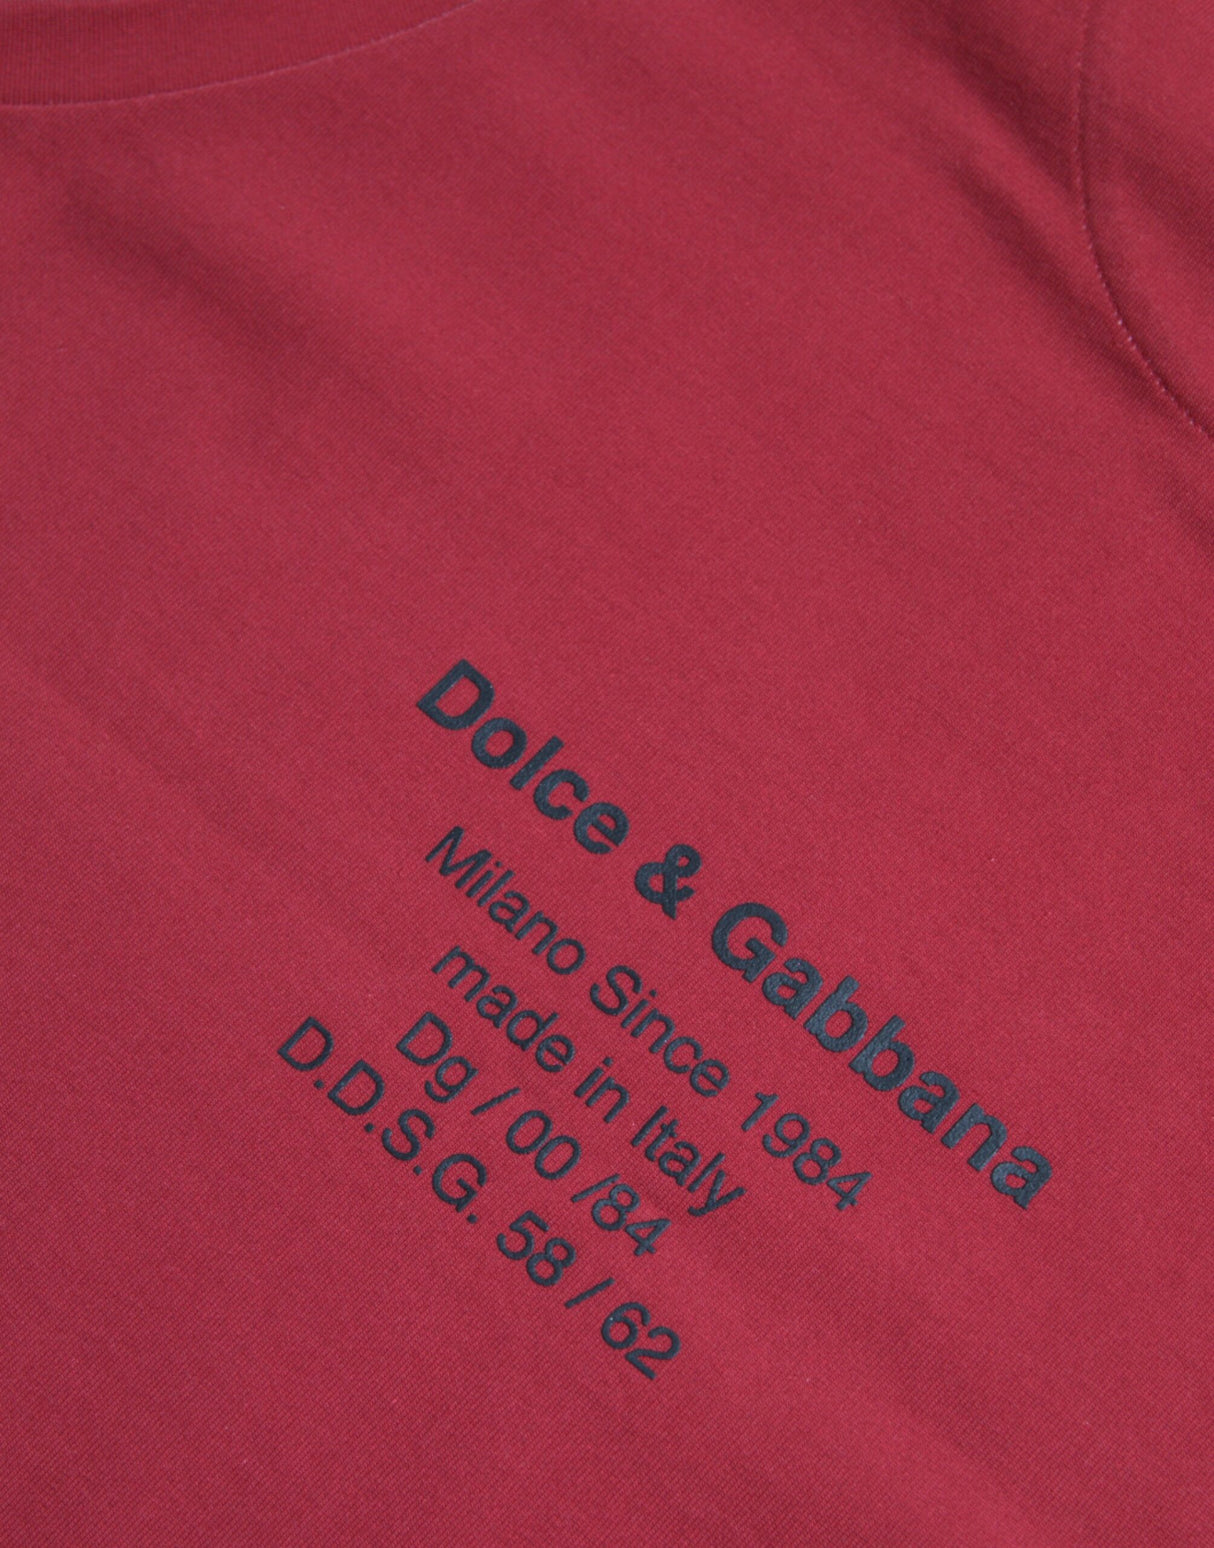 Dolce & Gabbana
Milano Since 1984
made in Italy
Dg / 00 /84
D.D.S.G. 58 / 62